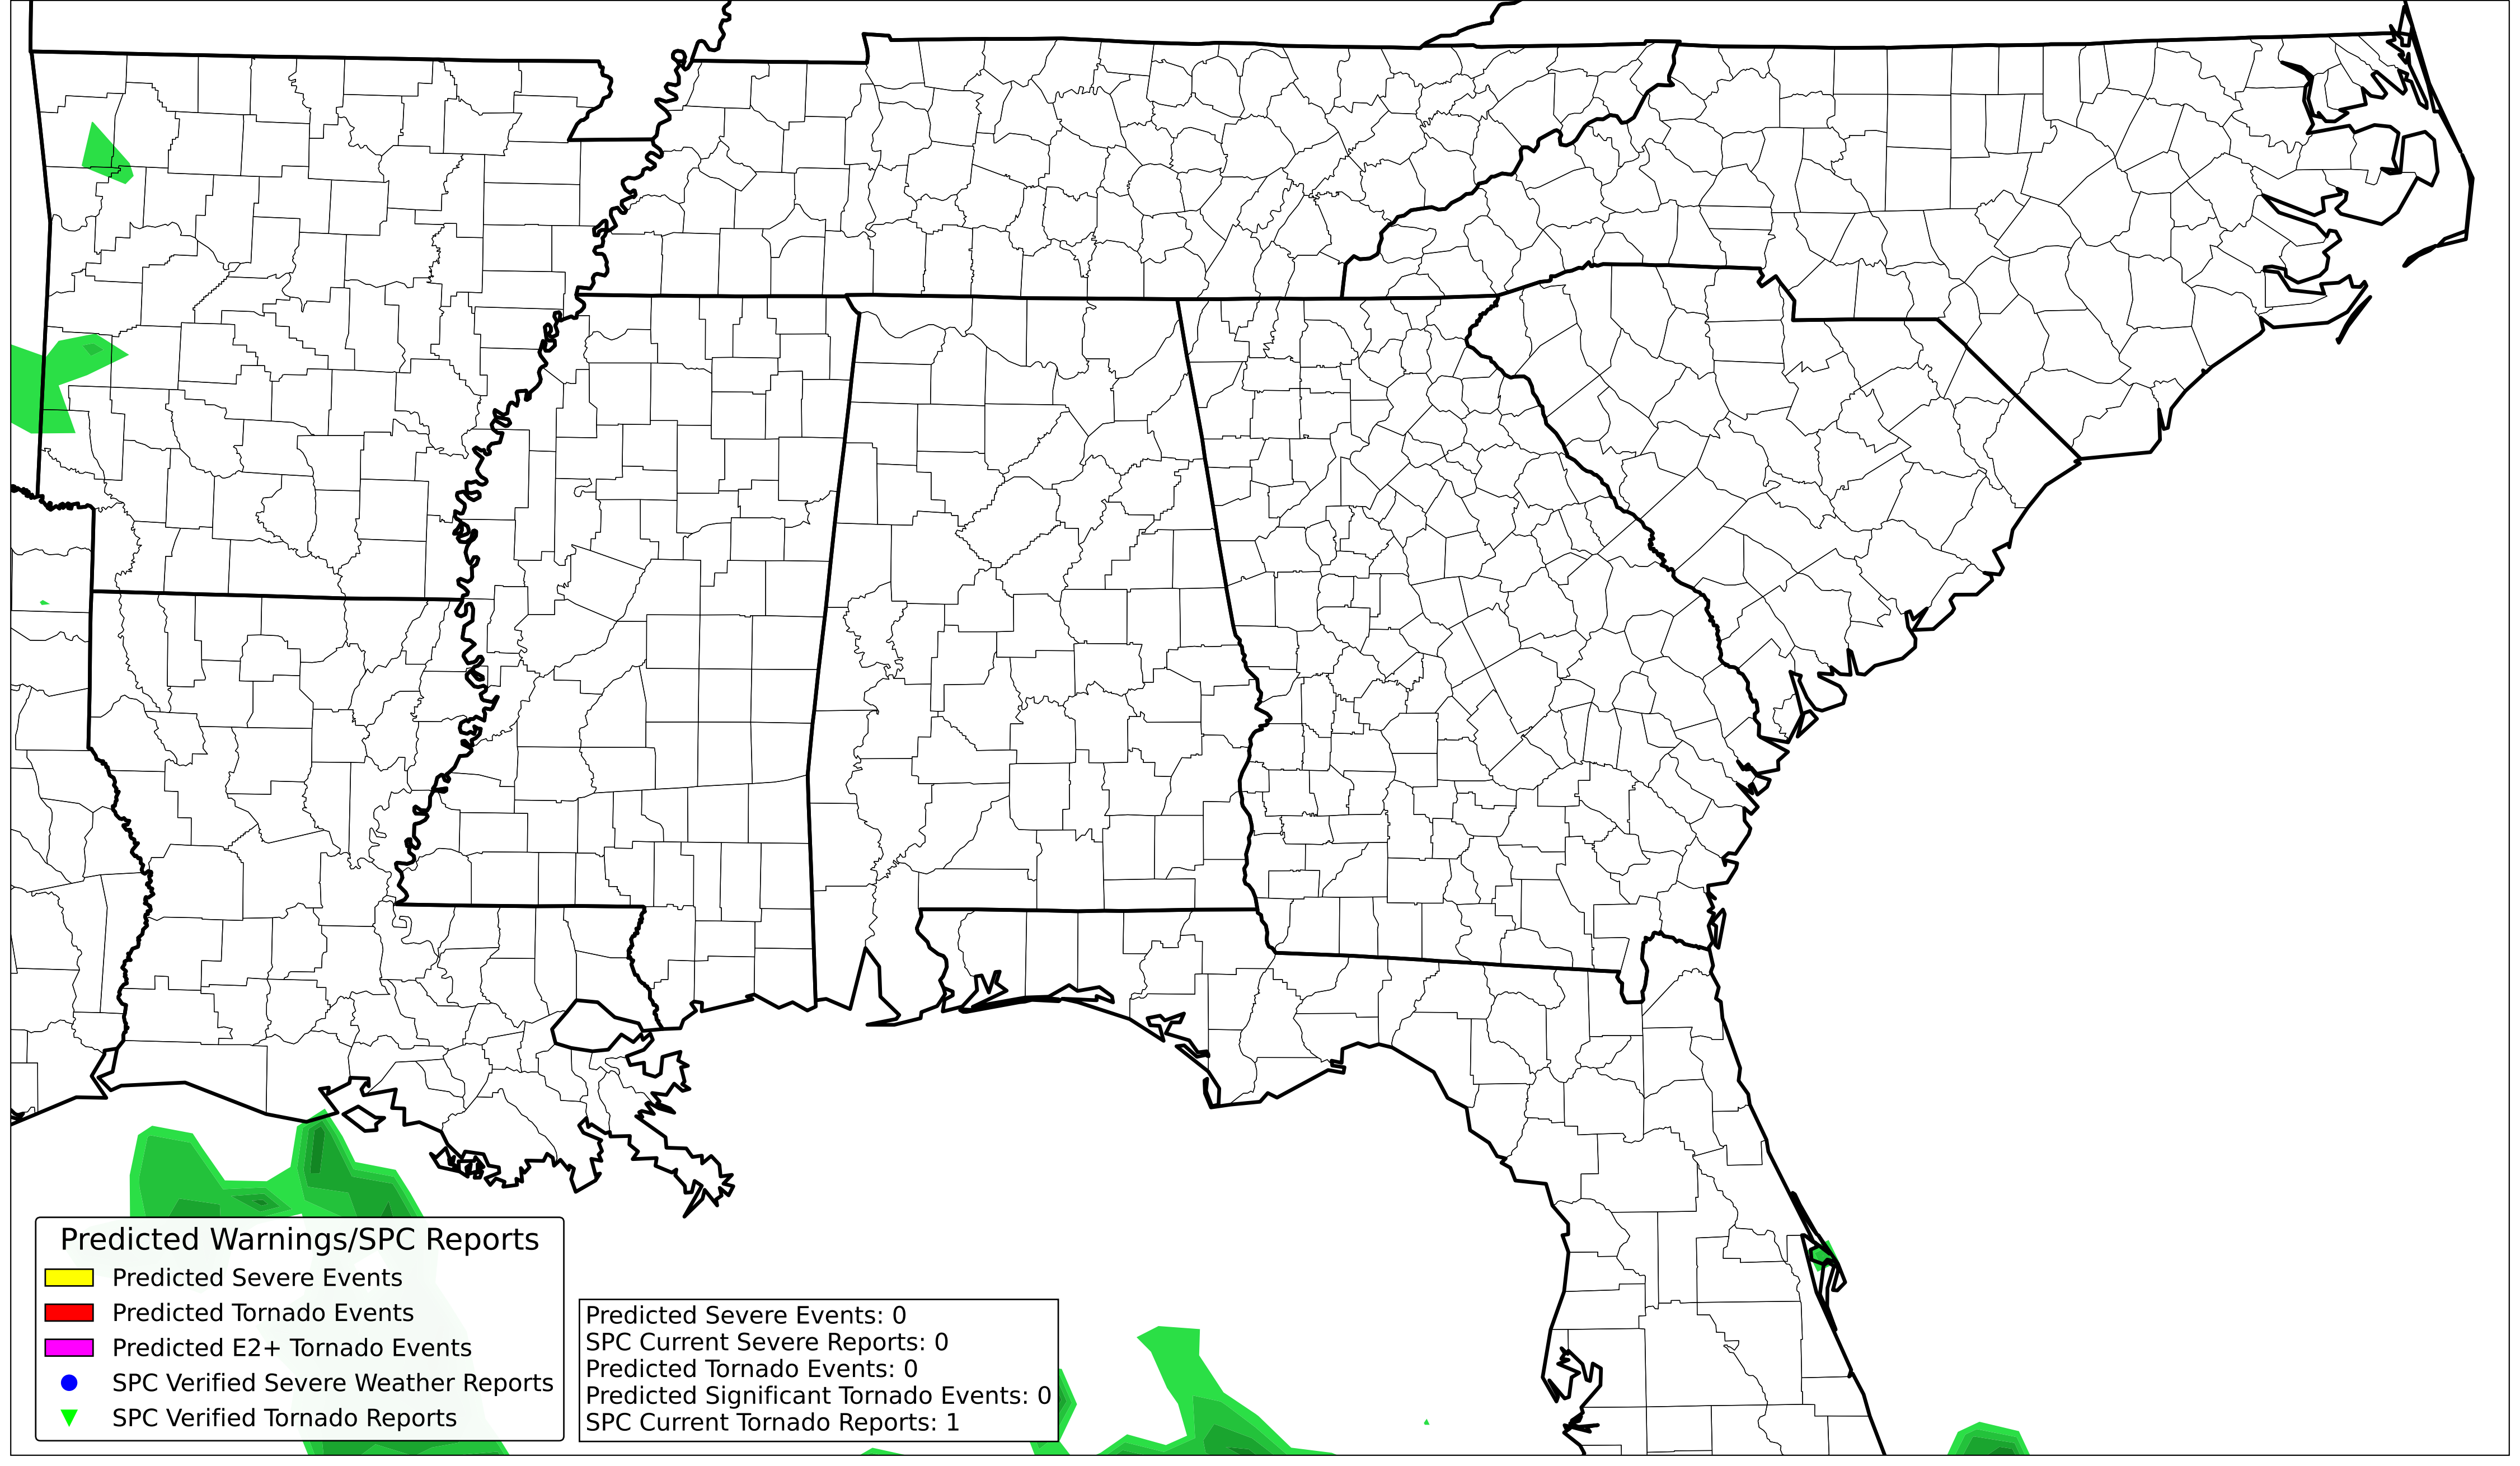 Predicted Warnings/SPC Reports
Predicted Severe Events
Predicted Tornado Events
Predicted E2+ Tornado Events
SPC Verified Severe Weather Reports
SPC Verified Tornado Reports
Predicted Severe Events: 0
SPC Current Severe Reports: 0
Predicted Tornado Events: 0
Predicted Significant Tornado Events: 0
SPC Current Tornado Reports: 1